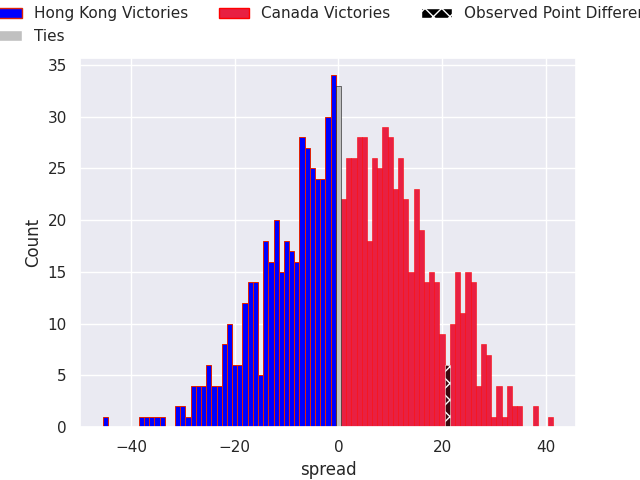 Hong Kong Victories
Canada Victories
Observed Point Differe
Ties
35
30
25
20
15
10
5
0
Count
−40
−20
0
20
40
spread